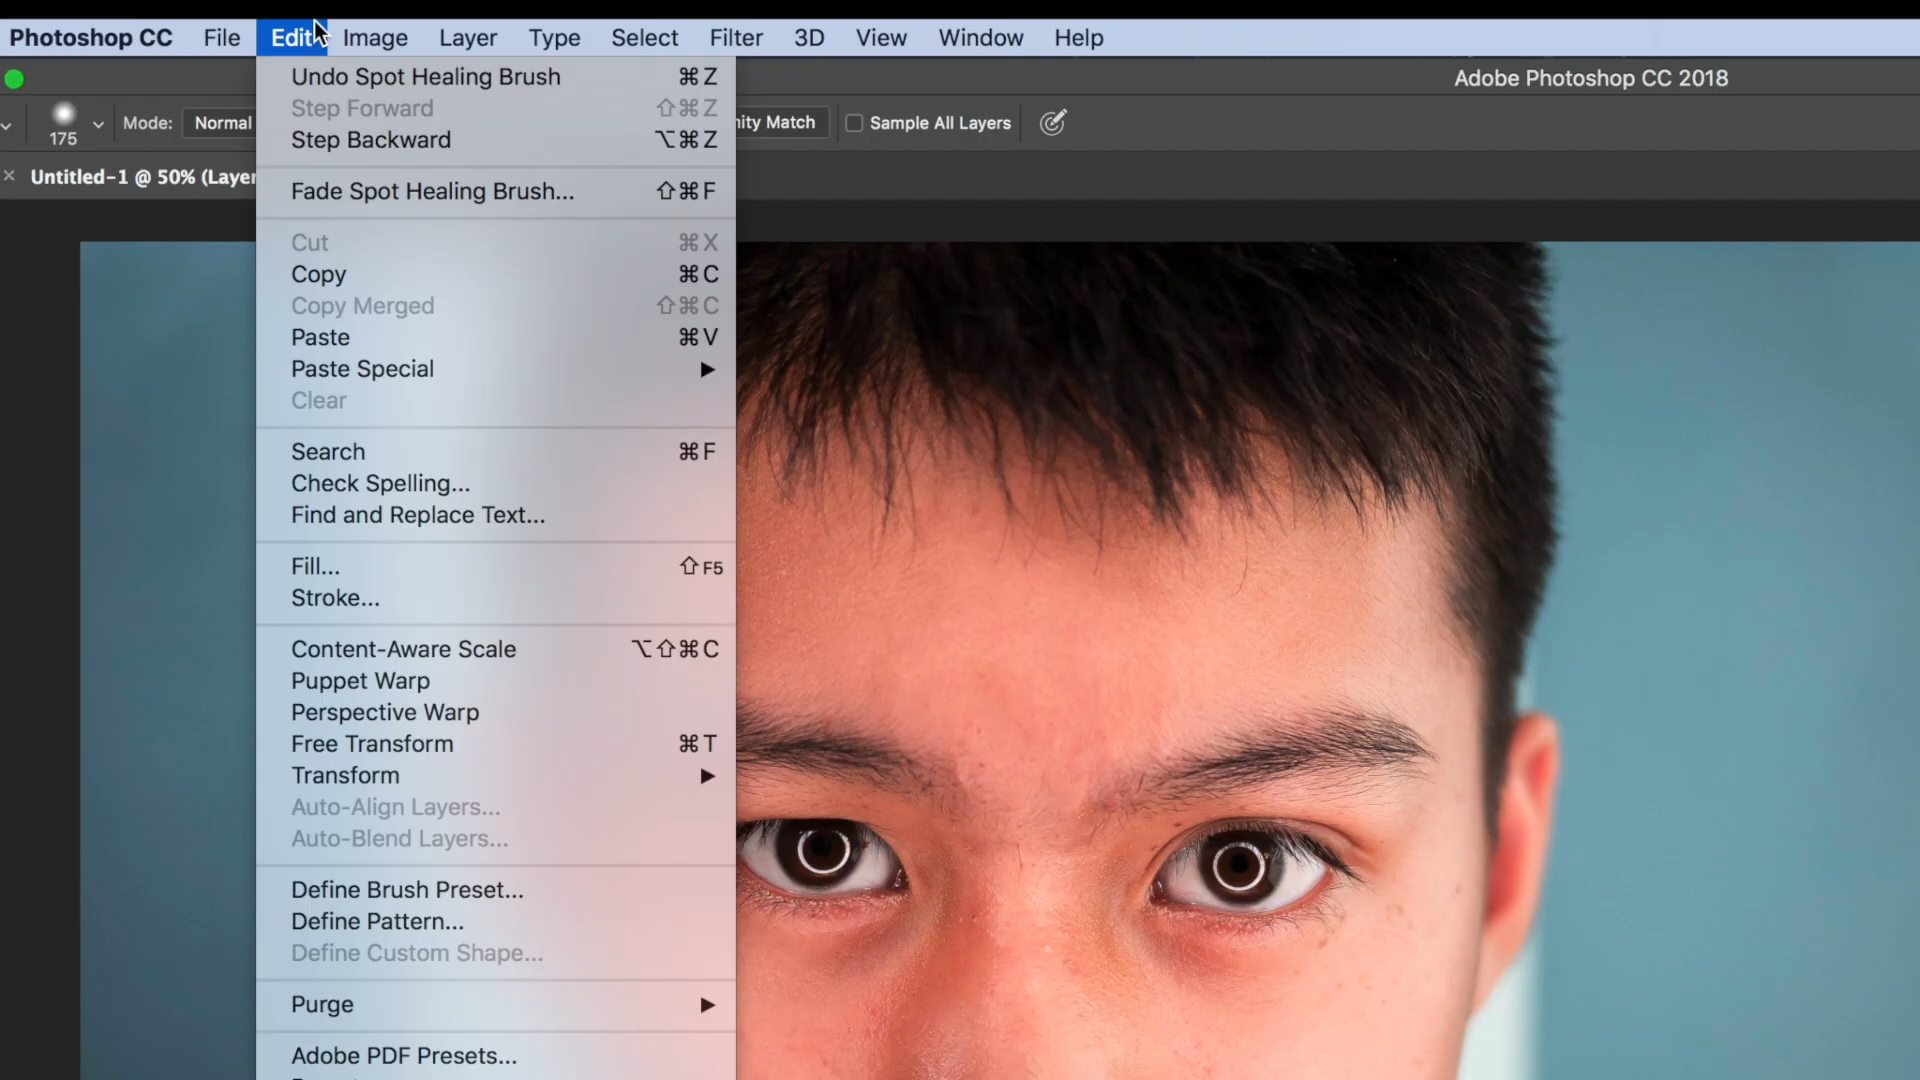 Photoshop CC File Edit Image Layer Type Select Filter 3D View Window Help
Adobe Photoshop CC 2018
175 Mode: Normal Match Sample All Layers
Untitled-1 @ 50%
Undo Spot Healing Brush ⌘Z
Step Forward ⇧⌘Z
Step Backward ⌥⌘Z
Fade Spot Healing Brush... ⇧⌘F
Cut ⌘X
Copy ⌘C
Copy Merged ⇧⌘C
Paste ⌘V
Paste Special ▶
Clear
Search ⌘F
Check Spelling...
Find and Replace Text...
Fill... ⇧F5
Stroke...
Content-Aware Scale ⌥⇧⌘C
Puppet Warp
Perspective Warp
Free Transform ⌘T
Transform ▶
Auto-Align Layers...
Auto-Blend Layers...
Define Brush Preset...
Define Pattern...
Define Custom Shape...
Purge ▶
Adobe PDF Presets...